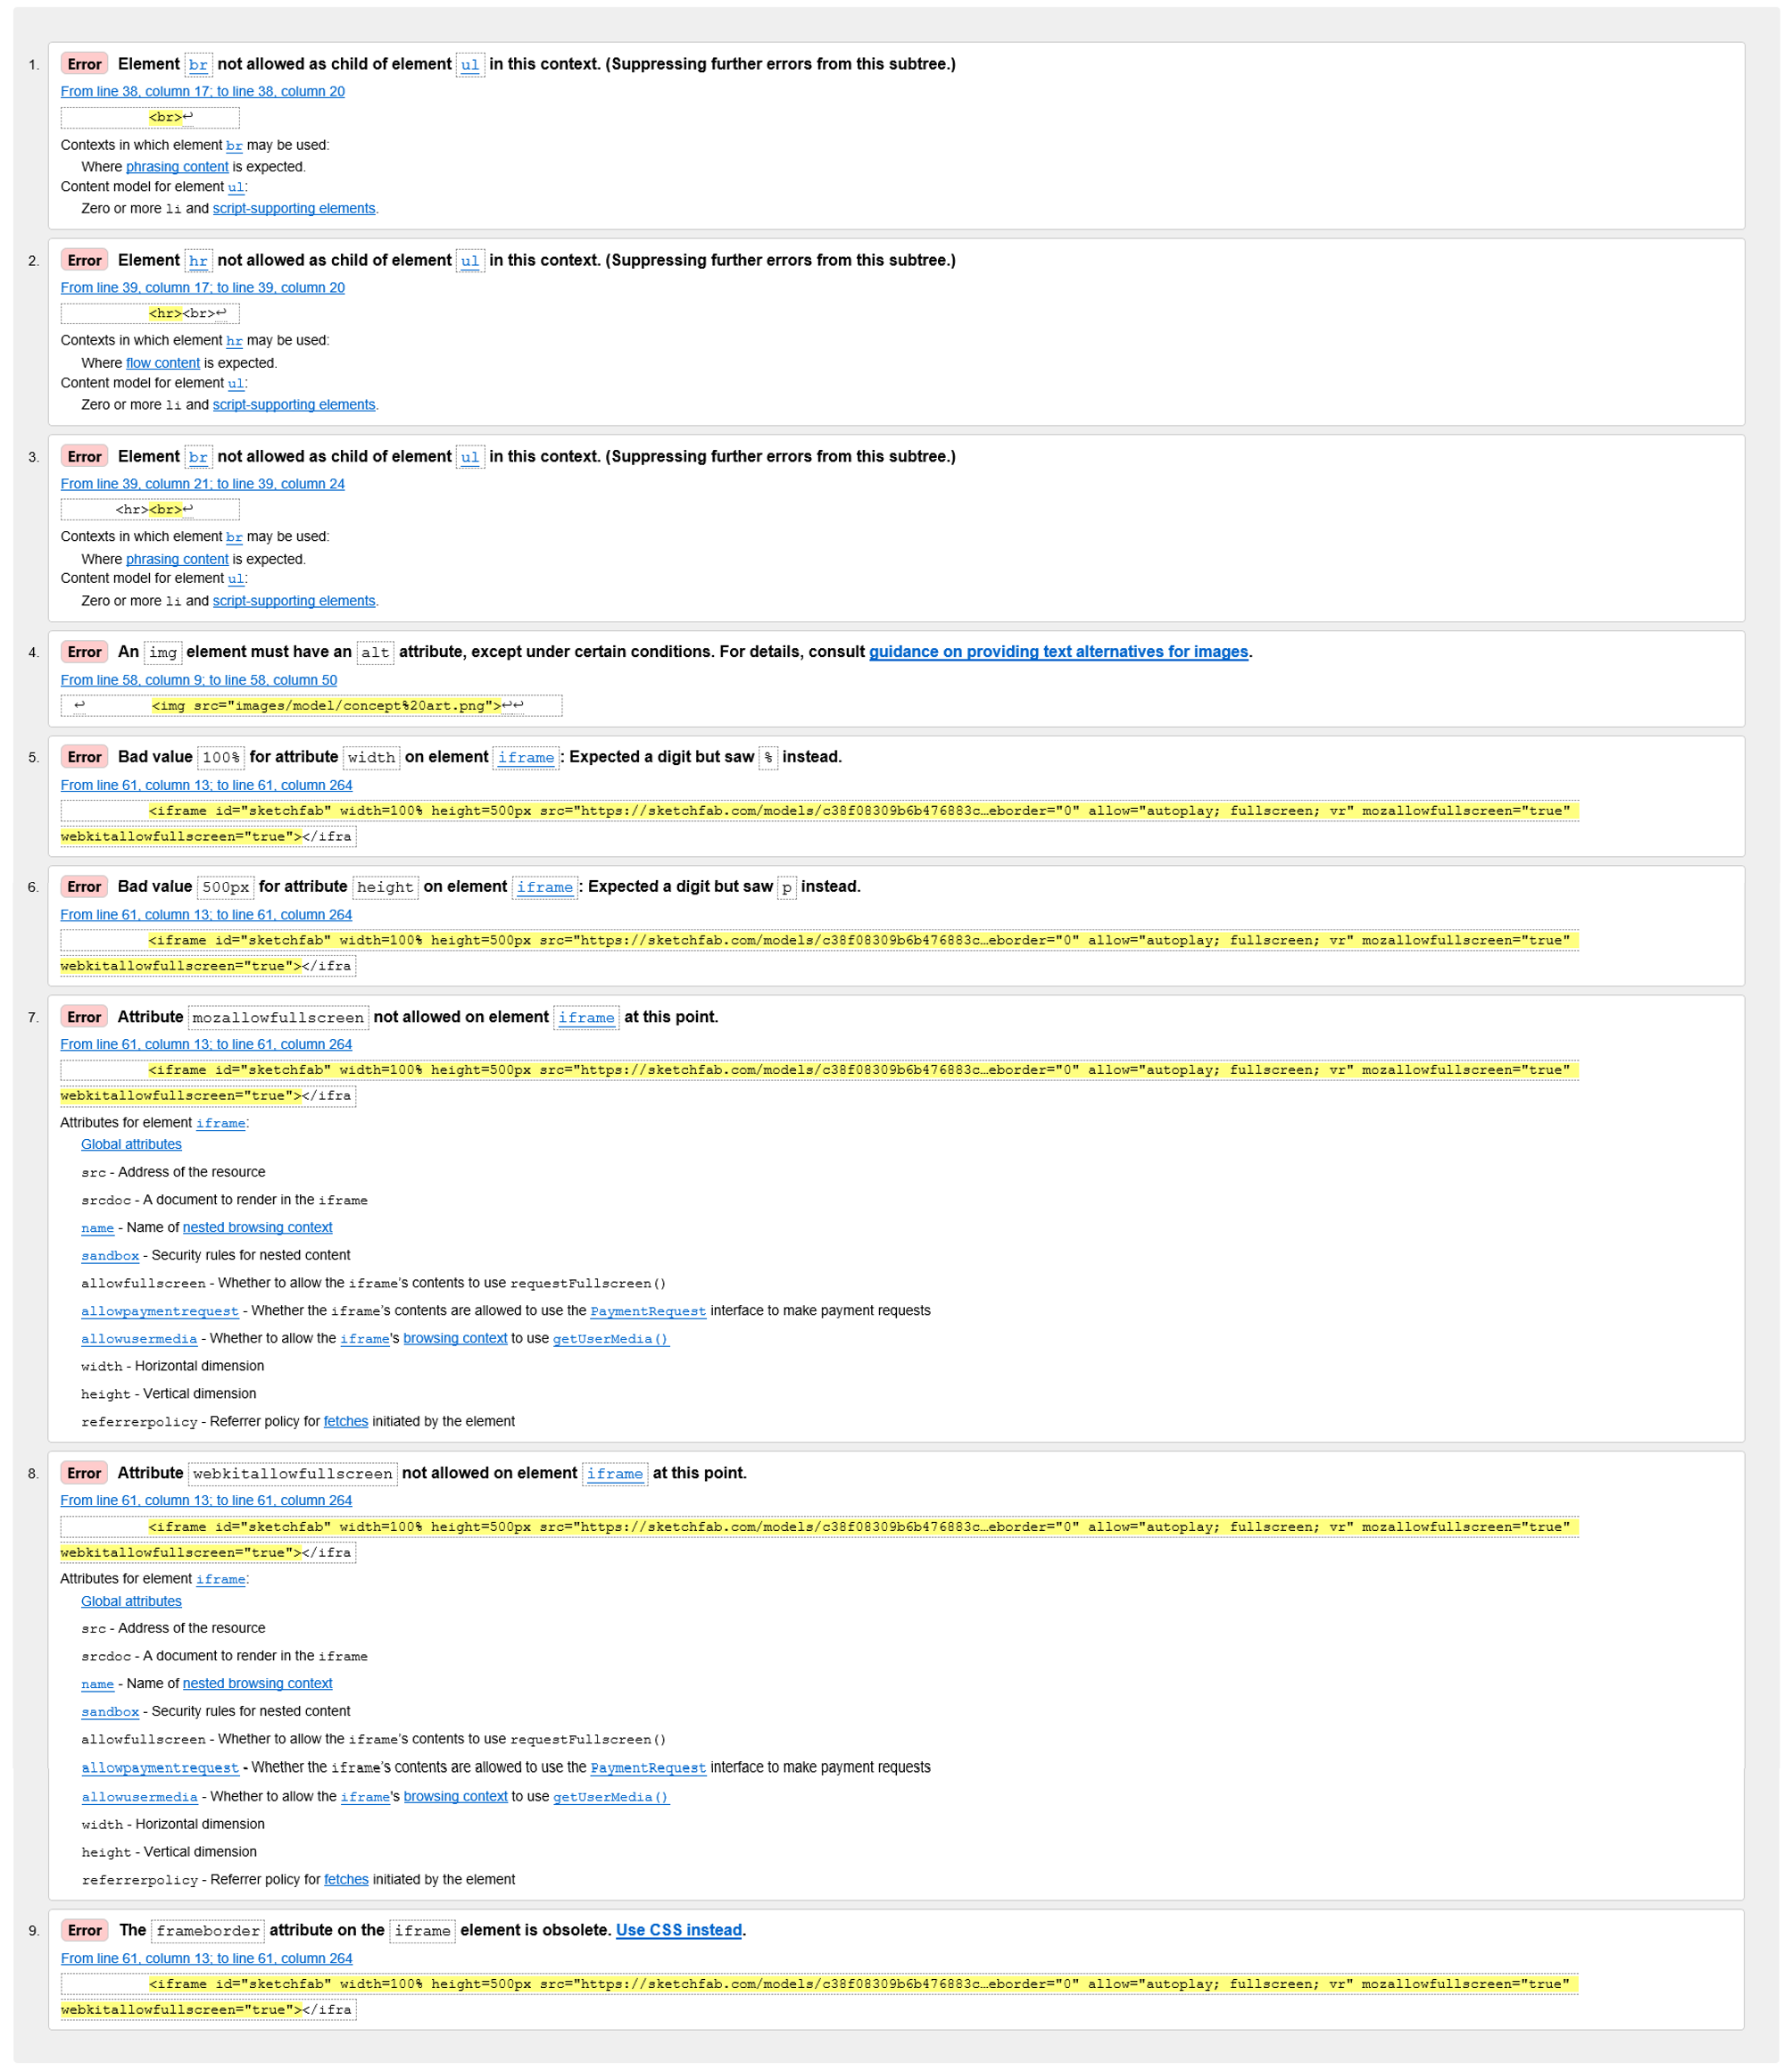 1. Error Element br not allowed as child of element ul in this context. (Suppressing further errors from this subtree.)
From line 38, column 17; to line 38, column 20
<br>↩
Contexts in which element br may be used:
Where phrasing content is expected.
Content model for element ul:
Zero or more li and script-supporting elements.
2. Error Element hr not allowed as child of element ul in this context. (Suppressing further errors from this subtree.)
From line 39, column 17; to line 39, column 20
<hr><br>↩
Contexts in which element hr may be used:
Where flow content is expected.
Content model for element ul:
Zero or more li and script-supporting elements.
3. Error Element br not allowed as child of element ul in this context. (Suppressing further errors from this subtree.)
From line 39, column 21; to line 39, column 24
<hr><br>↩
Contexts in which element br may be used:
Where phrasing content is expected.
Content model for element ul:
Zero or more li and script-supporting elements.
4. Error An img element must have an alt attribute, except under certain conditions. For details, consult guidance on providing text alternatives for images.
From line 58, column 9; to line 58, column 50
↩ <img src="images/model/concept%20art.png">↩↩
5. Error Bad value 100% for attribute width on element iframe: Expected a digit but saw % instead.
From line 61, column 13; to line 61, column 264
<iframe id="sketchfab" width=100% height=500px src="https://sketchfab.com/models/c38f08309b6b476883c…eborder="0" allow="autoplay; fullscreen; vr" mozallowfullscreen="true"
webkitallowfullscreen="true"></ifra
6. Error Bad value 500px for attribute height on element iframe: Expected a digit but saw p instead.
From line 61, column 13; to line 61, column 264
<iframe id="sketchfab" width=100% height=500px src="https://sketchfab.com/models/c38f08309b6b476883c…eborder="0" allow="autoplay; fullscreen; vr" mozallowfullscreen="true"
webkitallowfullscreen="true"></ifra
7. Error Attribute mozallowfullscreen not allowed on element iframe at this point.
From line 61, column 13; to line 61, column 264
<iframe id="sketchfab" width=100% height=500px src="https://sketchfab.com/models/c38f08309b6b476883c…eborder="0" allow="autoplay; fullscreen; vr" mozallowfullscreen="true"
webkitallowfullscreen="true"></ifra
Attributes for element iframe:
Global attributes
src - Address of the resource
srcdoc - A document to render in the iframe
name - Name of nested browsing context
sandbox - Security rules for nested content
allowfullscreen - Whether to allow the iframe's contents to use requestFullscreen()
allowpaymentrequest - Whether the iframe's contents are allowed to use the PaymentRequest interface to make payment requests
allowusermedia - Whether to allow the iframe's browsing context to use getUserMedia()
width - Horizontal dimension
height - Vertical dimension
referrerpolicy - Referrer policy for fetches initiated by the element
8. Error Attribute webkitallowfullscreen not allowed on element iframe at this point.
From line 61, column 13; to line 61, column 264
<iframe id="sketchfab" width=100% height=500px src="https://sketchfab.com/models/c38f08309b6b476883c…eborder="0" allow="autoplay; fullscreen; vr" mozallowfullscreen="true"
webkitallowfullscreen="true"></ifra
Attributes for element iframe:
Global attributes
src - Address of the resource
srcdoc - A document to render in the iframe
name - Name of nested browsing context
sandbox - Security rules for nested content
allowfullscreen - Whether to allow the iframe's contents to use requestFullscreen()
allowpaymentrequest - Whether the iframe's contents are allowed to use the PaymentRequest interface to make payment requests
allowusermedia - Whether to allow the iframe's browsing context to use getUserMedia()
width - Horizontal dimension
height - Vertical dimension
referrerpolicy - Referrer policy for fetches initiated by the element
9. Error The frameborder attribute on the iframe element is obsolete. Use CSS instead.
From line 61, column 13; to line 61, column 264
<iframe id="sketchfab" width=100% height=500px src="https://sketchfab.com/models/c38f08309b6b476883c…eborder="0" allow="autoplay; fullscreen; vr" mozallowfullscreen="true"
webkitallowfullscreen="true"></ifra